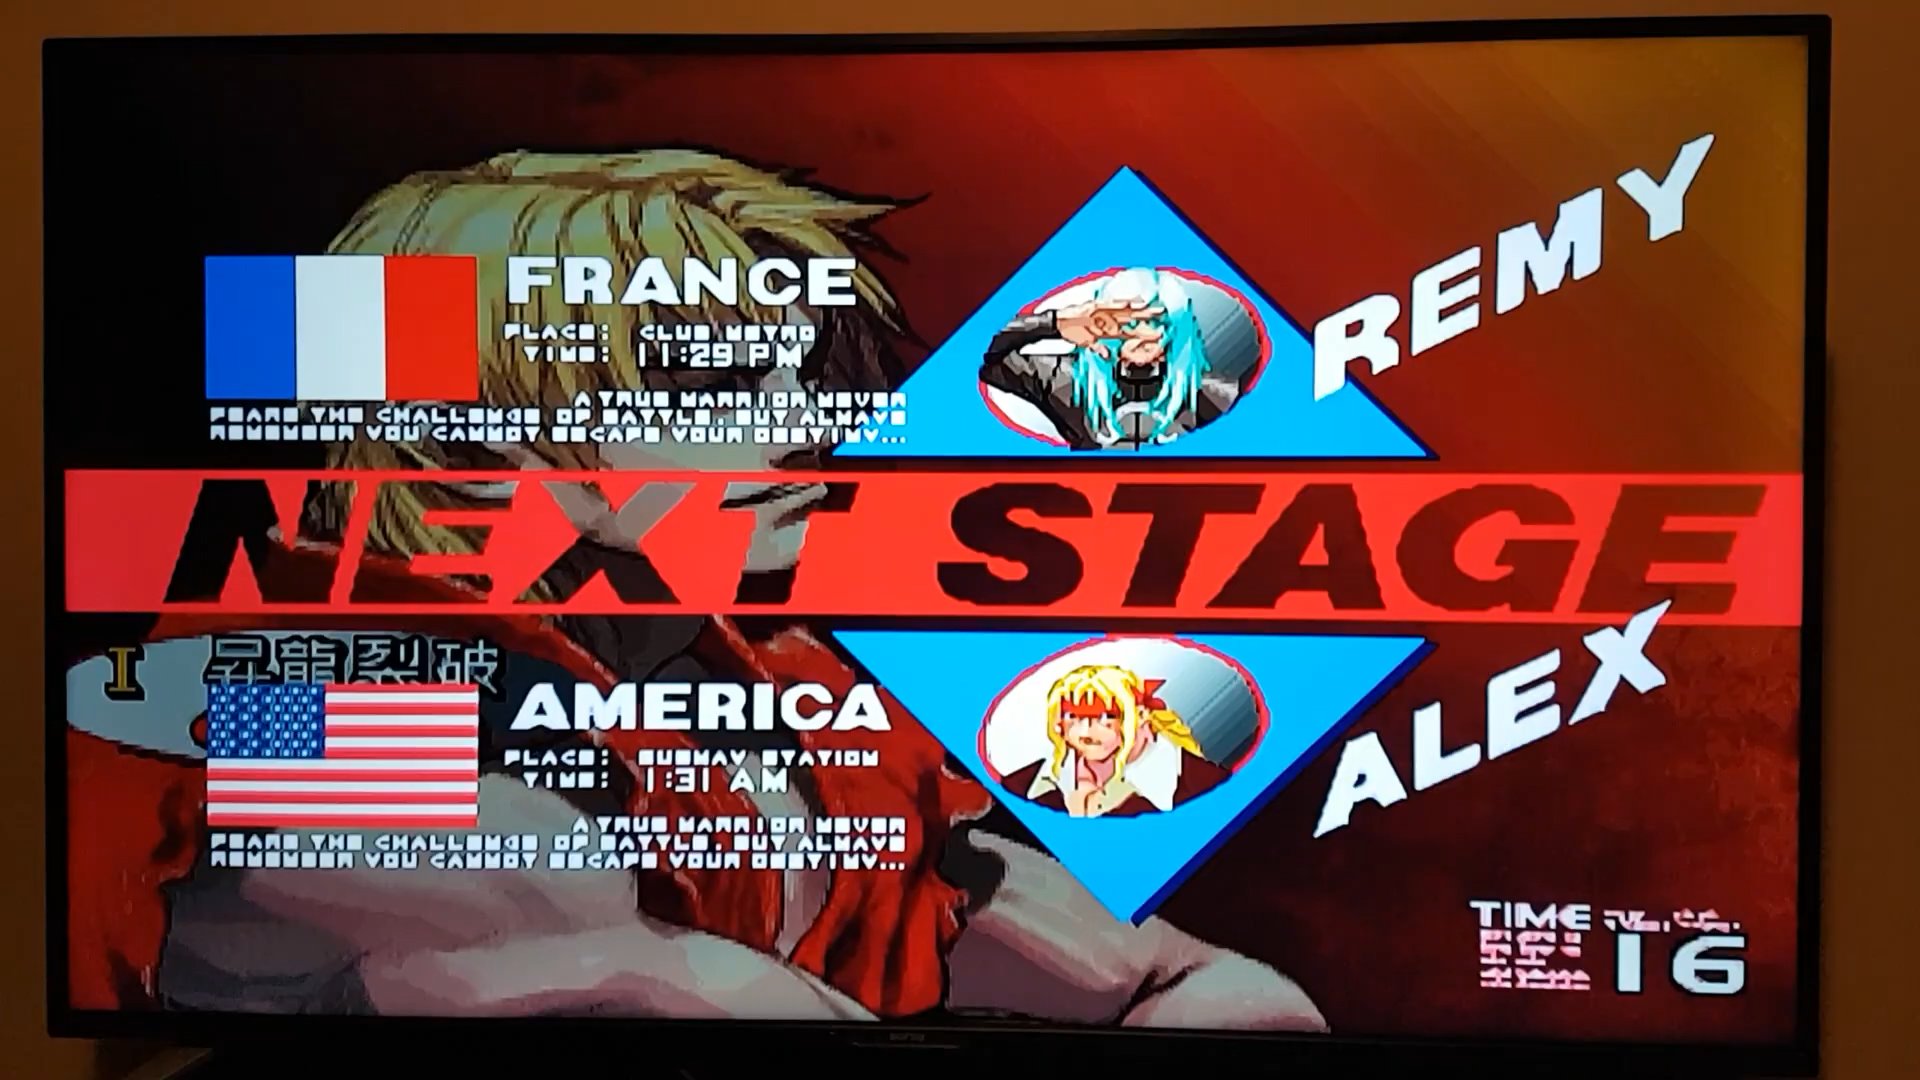 FRANCE
PLACE: CLUB METRO
TIME: 11:29 PM
A TRUE WARRIOR NEVER
FEARS THE CHALLENGE OF BATTLE. BUT ALWAYS
REMEMBER YOU CANNOT ESCAPE YOUR DESTINY...
REMY
NEXT STAGE
I 昇龍裂破
AMERICA
PLACE: SUBWAY STATION
TIME: 1:31 AM
A TRUE WARRIOR NEVER
FEARS THE CHALLENGE OF BATTLE. BUT ALWAYS
REMEMBER YOU CANNOT ESCAPE YOUR DESTINY...
ALEX
TIME
16